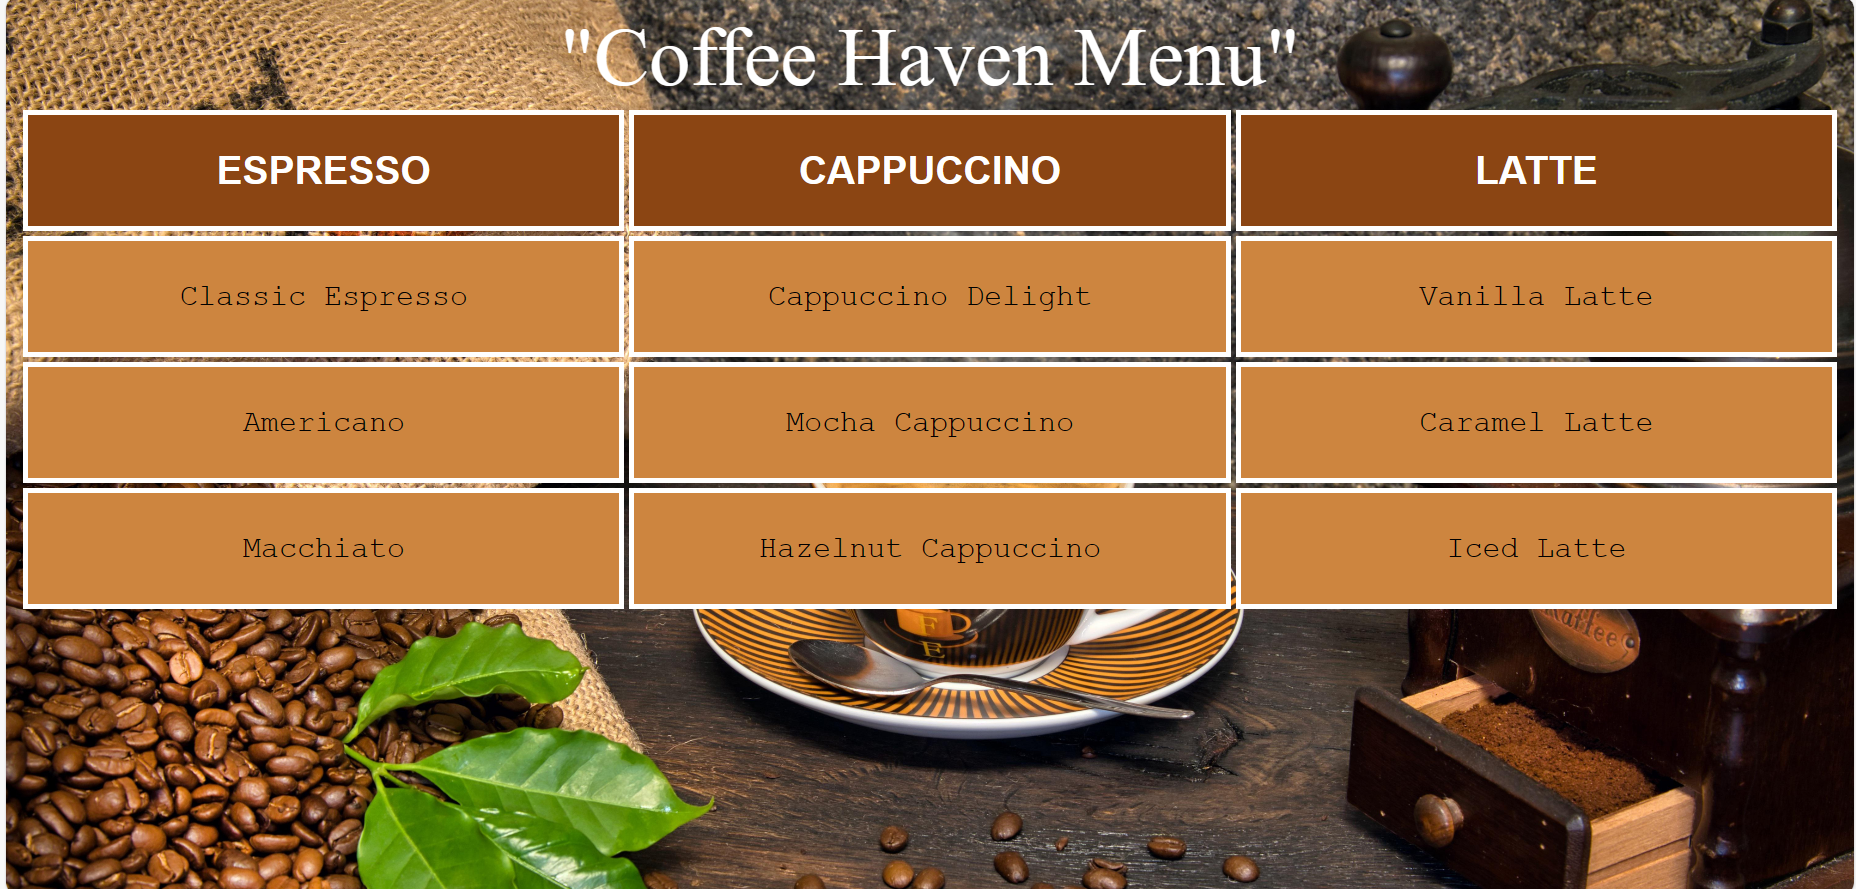 "Coffee Haven Menu"
ESPRESSO CAPPUCCINO LATTE
Classic Espresso Cappuccino Delight Vanilla Latte
Americano Mocha Cappuccino Caramel Latte
Macchiato Hazelnut Cappuccino Iced Latte
Kaffee